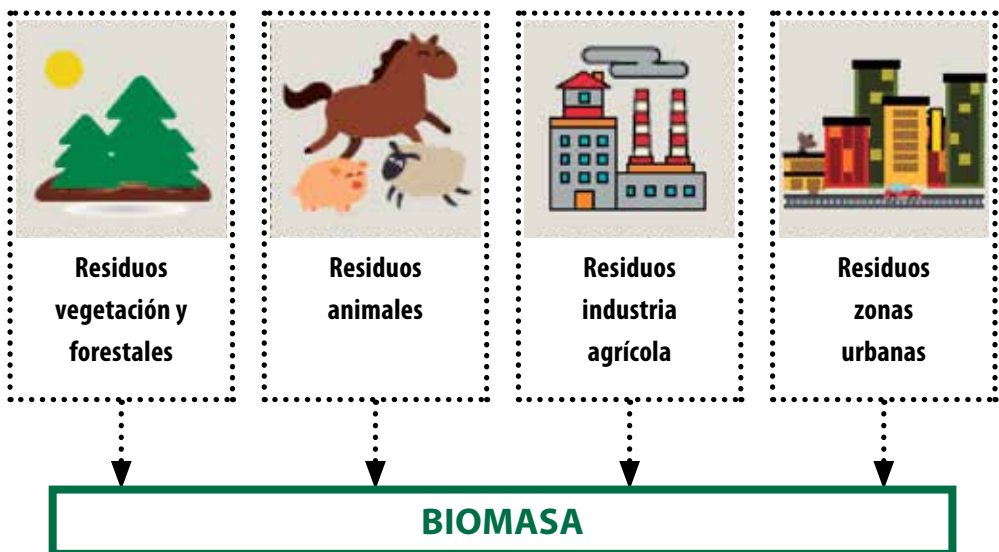 Residuos
vegetación y
forestales
Residuos
animales
Residuos
industria
agrícola
Residuos
zonas
urbanas
BIOMASA